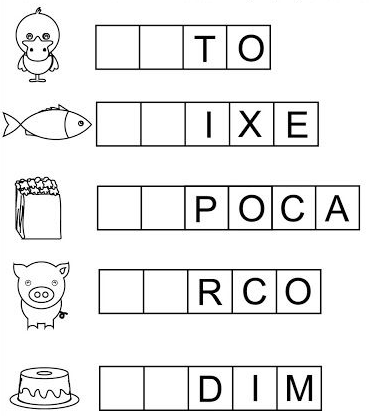 TO
IXE
POCA
RCO
DIM